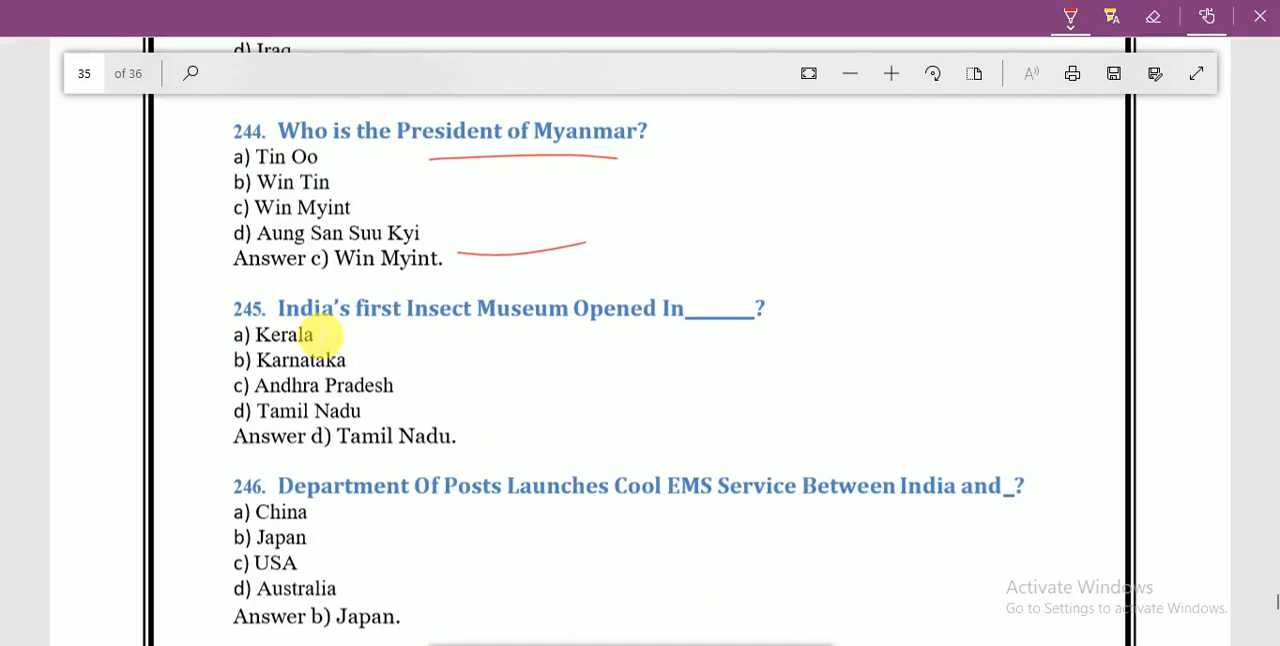 d) Iraq
35 of 36
244. Who is the President of Myanmar?
a) Tin Oo
b) Win Tin
c) Win Myint
d) Aung San Suu Kyi
Answer c) Win Myint.
245. India’s first Insect Museum Opened In______?
a) Kerala
b) Karnataka
c) Andhra Pradesh
d) Tamil Nadu
Answer d) Tamil Nadu.
246. Department Of Posts Launches Cool EMS Service Between India and_?
a) China
b) Japan
c) USA
d) Australia
Answer b) Japan.
Activate Windows
Go to Settings to activate Windows.